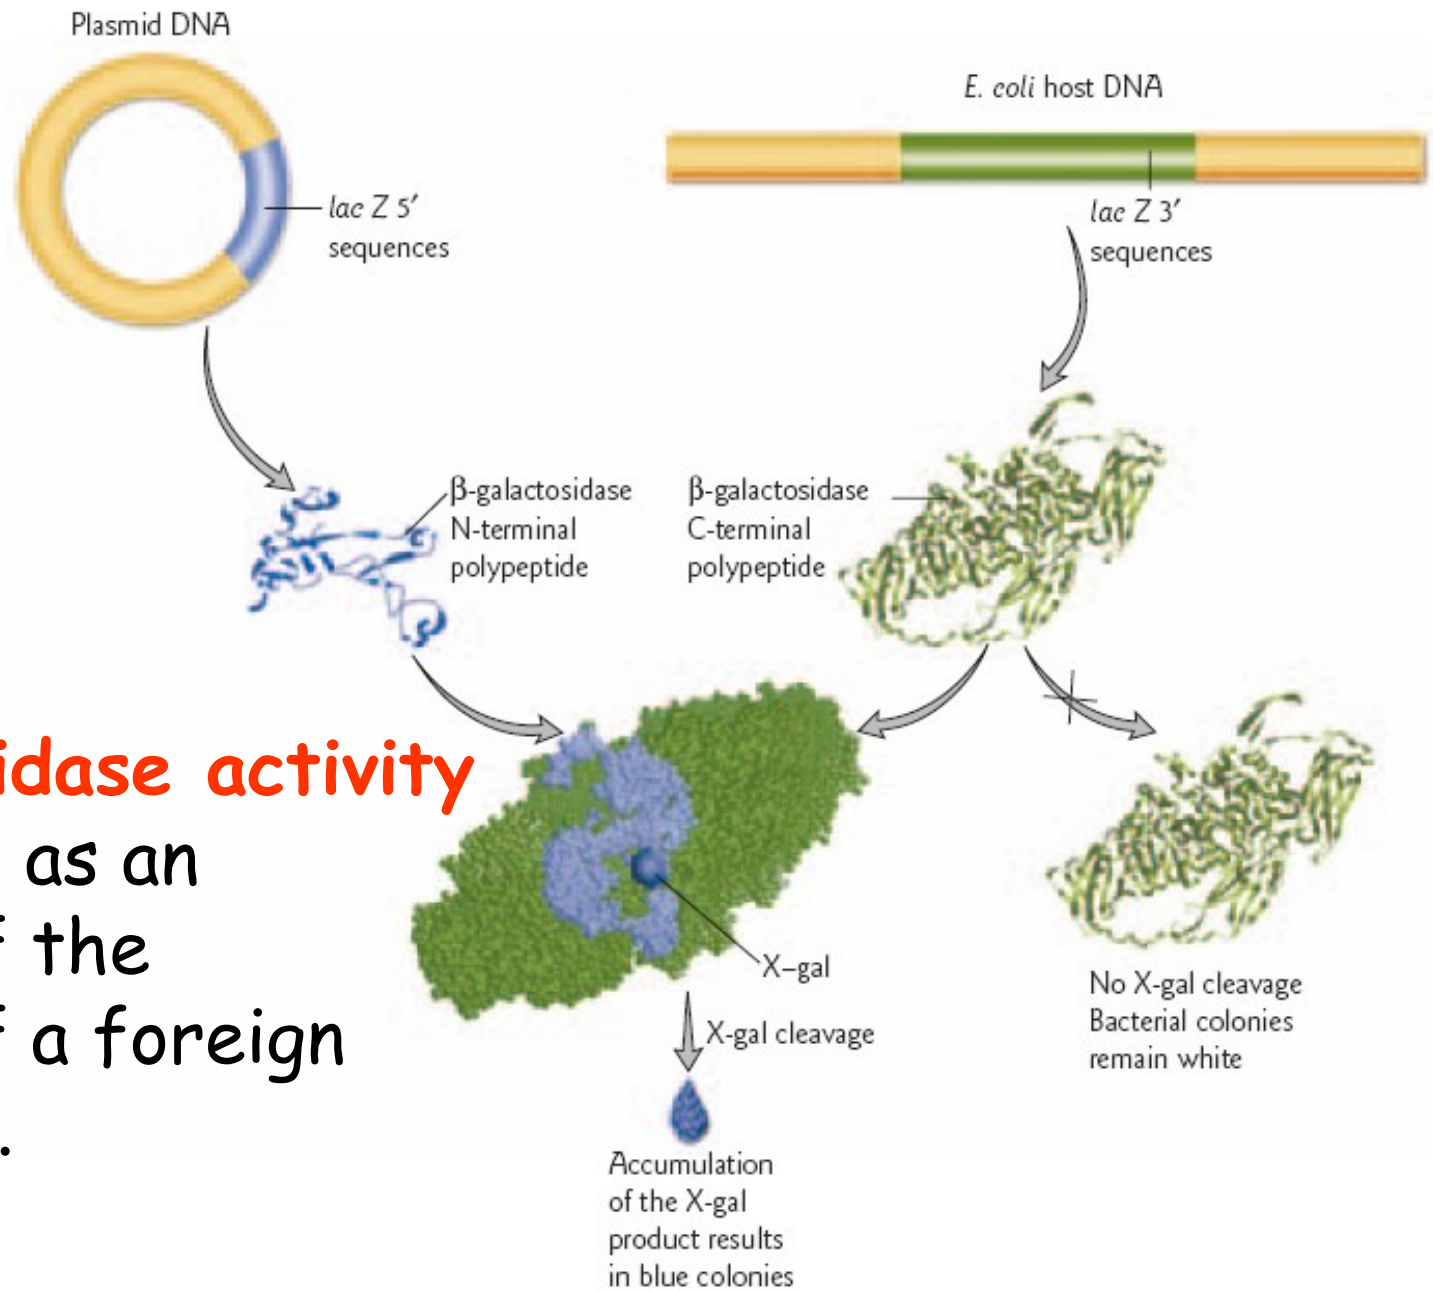 Plasmid DNA
E. coli host DNA
lac Z 5′
sequences
lac Z 3′
sequences
β-galactosidase
N-terminal
polypeptide
β-galactosidase
C-terminal
polypeptide
idase activity
as an
f the
f a foreign
.
X–gal
X-gal cleavage
No X-gal cleavage
Bacterial colonies
remain white
Accumulation
of the X-gal
product results
in blue colonies